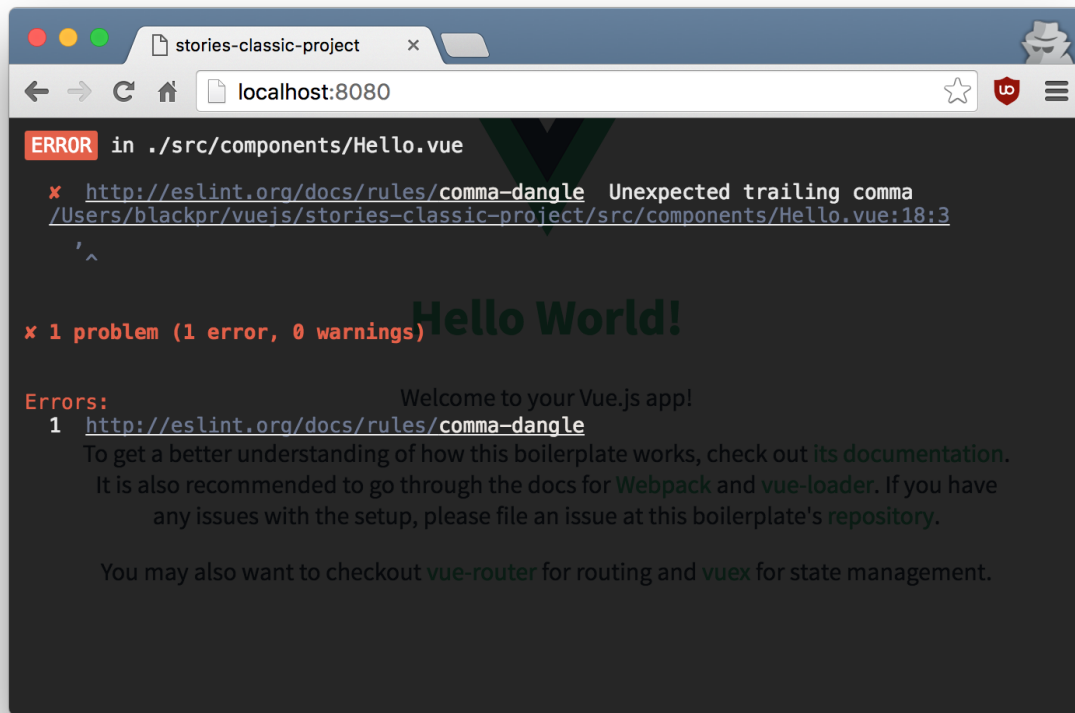 stories-classic-project ×
localhost:8080
ERROR in ./src/components/Hello.vue
✘ http://eslint.org/docs/rules/comma-dangle Unexpected trailing comma
/Users/blackpr/vuejs/stories-classic-project/src/components/Hello.vue:18:3
,
^
Hello World!
✘ 1 problem (1 error, 0 warnings)
Welcome to your Vue.js app!
Errors:
1 http://eslint.org/docs/rules/comma-dangle
To get a better understanding of how this boilerplate works, check out its documentation.
It is also recommended to go through the docs for Webpack and vue-loader. If you have
any issues with the setup, please file an issue at this boilerplate's repository.
You may also want to checkout vue-router for routing and vuex for state management.